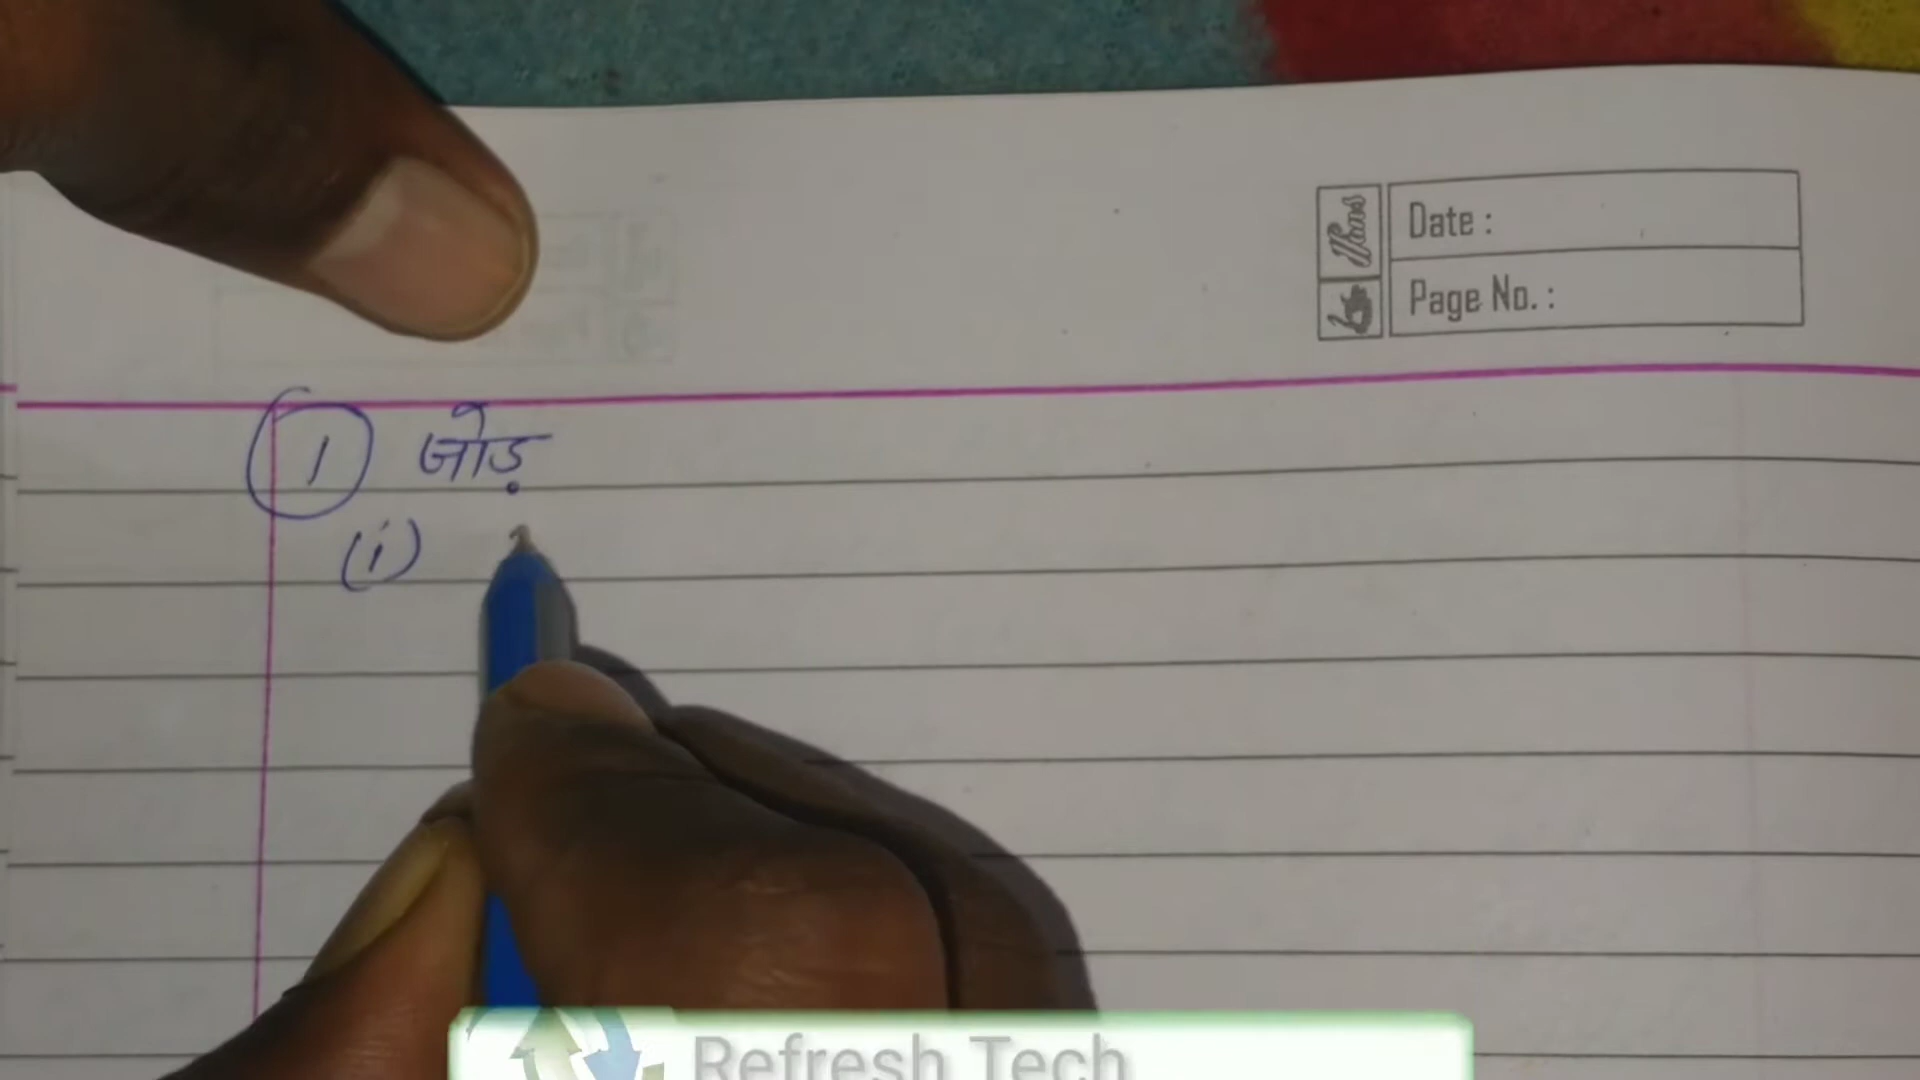 Date :
Page No. :
① जोड़
(i)
Refresh Tech